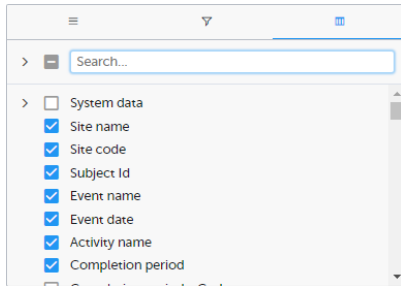 Search...
System data
Site name
Site code
Subject Id
Event name
Event date
Activity name
Completion period